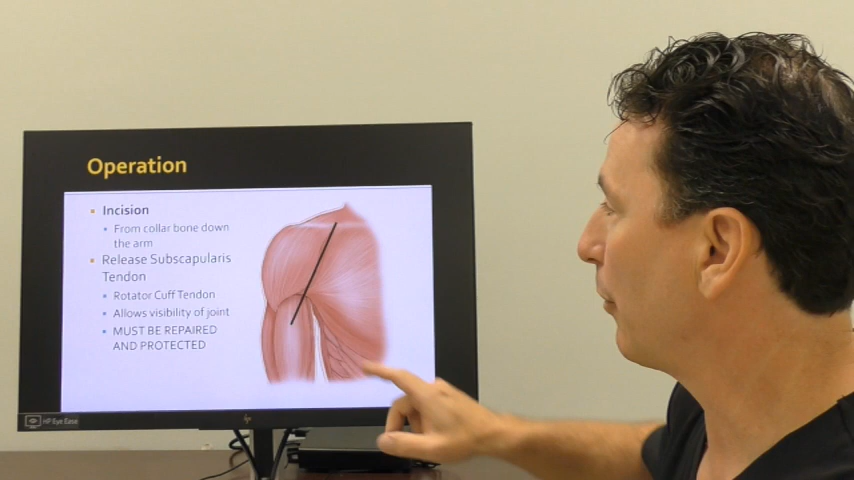 Operation
Incision
From collar bone down
the arm
Release Subscapularis
Tendon
Rotator Cuff Tendon
Allows visibility of joint
MUST BE REPAIRED
AND PROTECTED
HP Eye Ease
hp